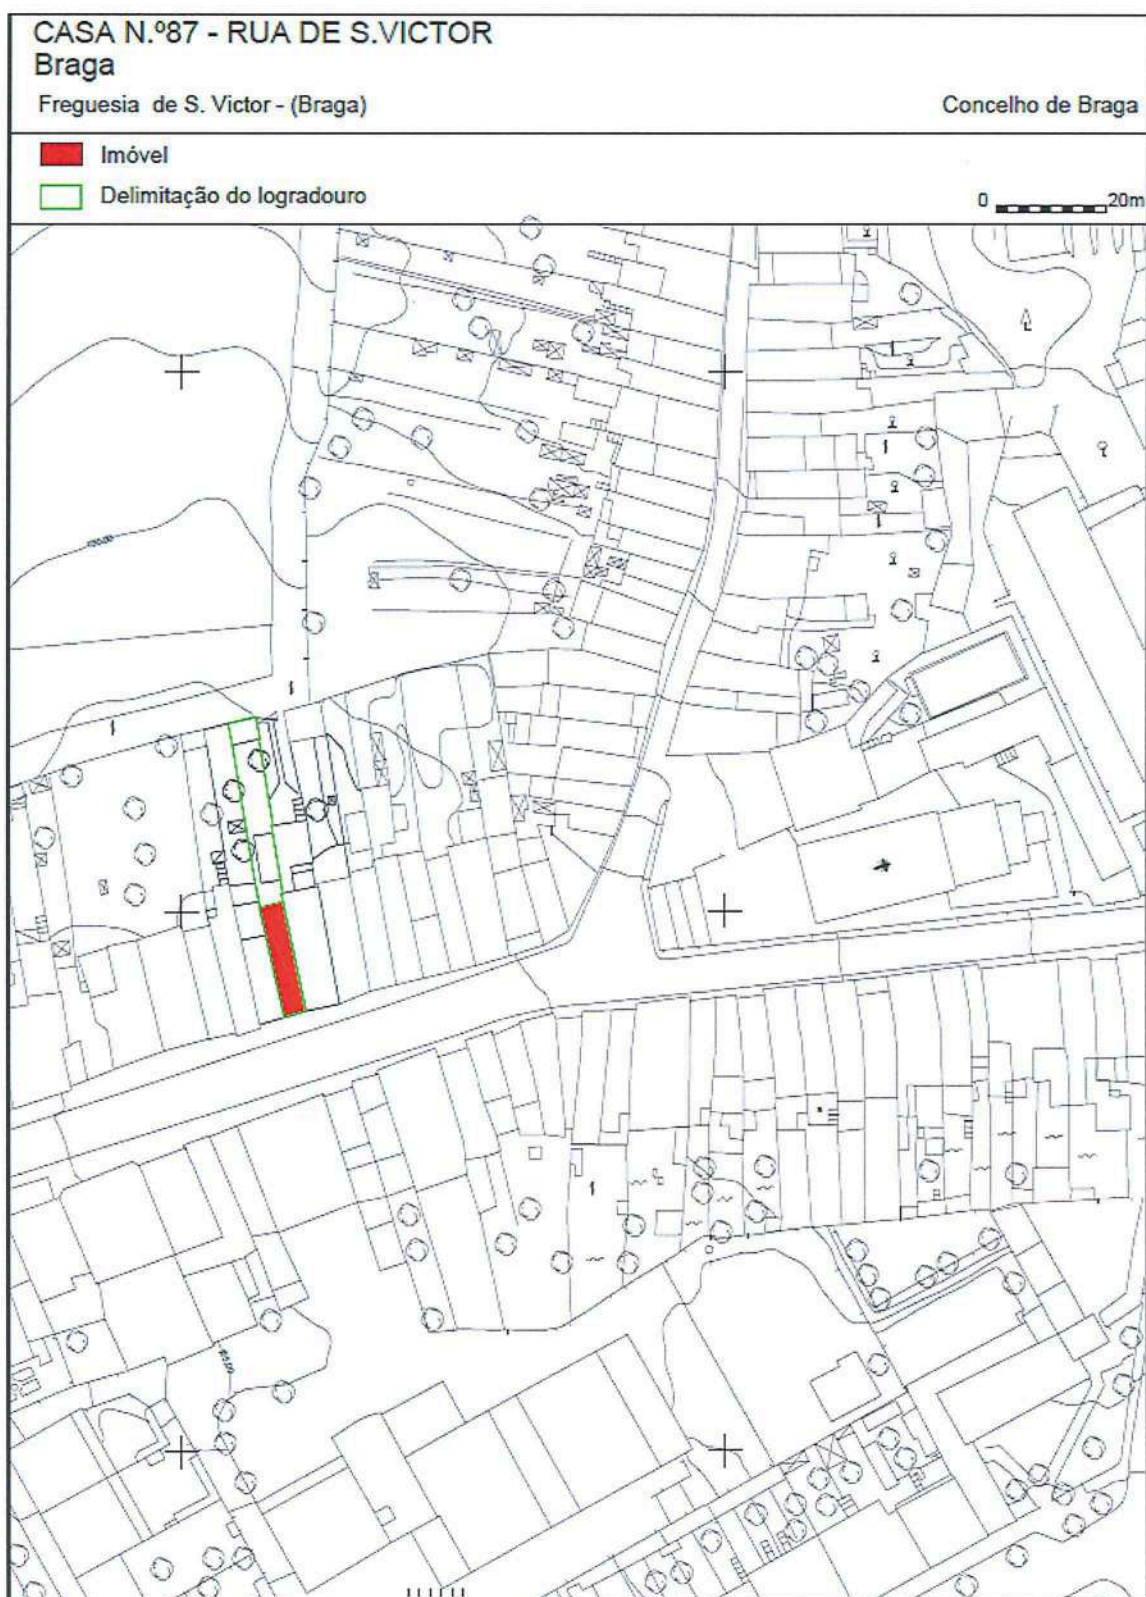 CASA N.º87 - RUA DE S.VICTOR
Braga
Freguesia de S. Victor - (Braga)
Concelho de Braga
Imóvel
Delimitação do logradouro
0 20m